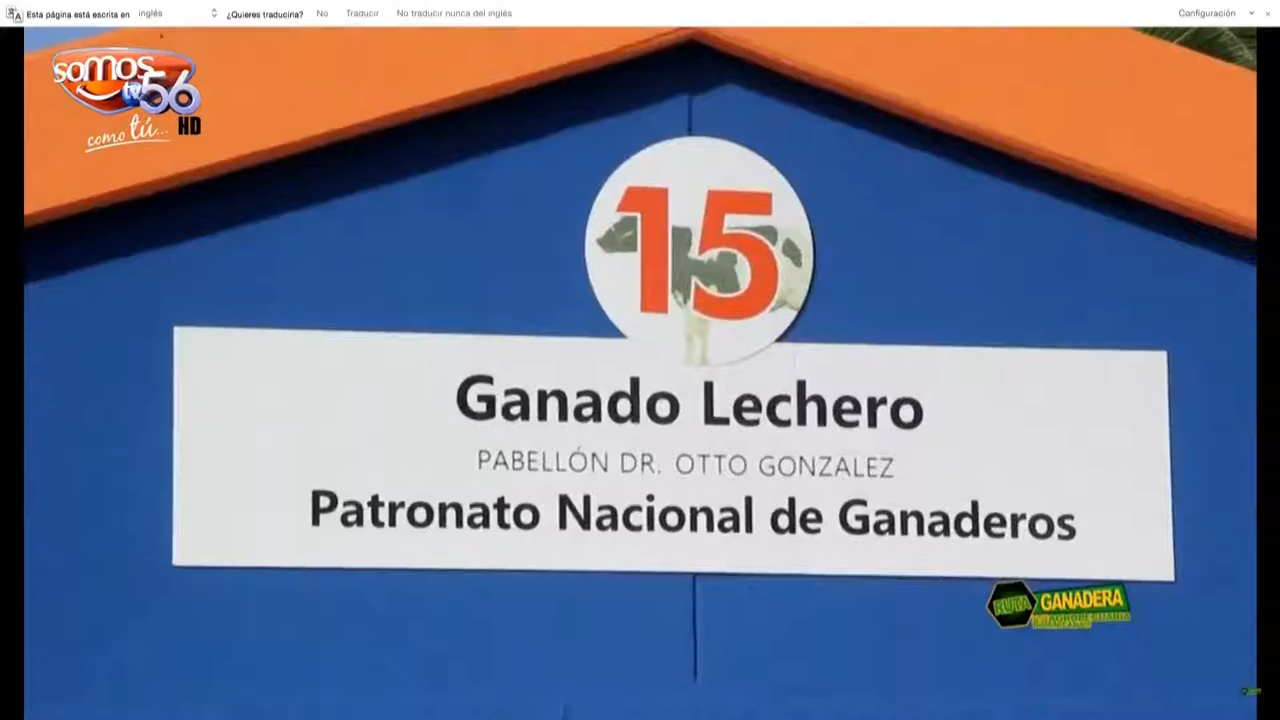 Esta página está escrita en inglés ¿Quieres traducirla? No Traducir No traducir nunca del inglés Configuración
somos
tv 56
como tú... HD
15
Ganado Lechero
PABELLÓN DR. OTTO GONZALEZ
Patronato Nacional de Ganaderos
RUTA GANADERA